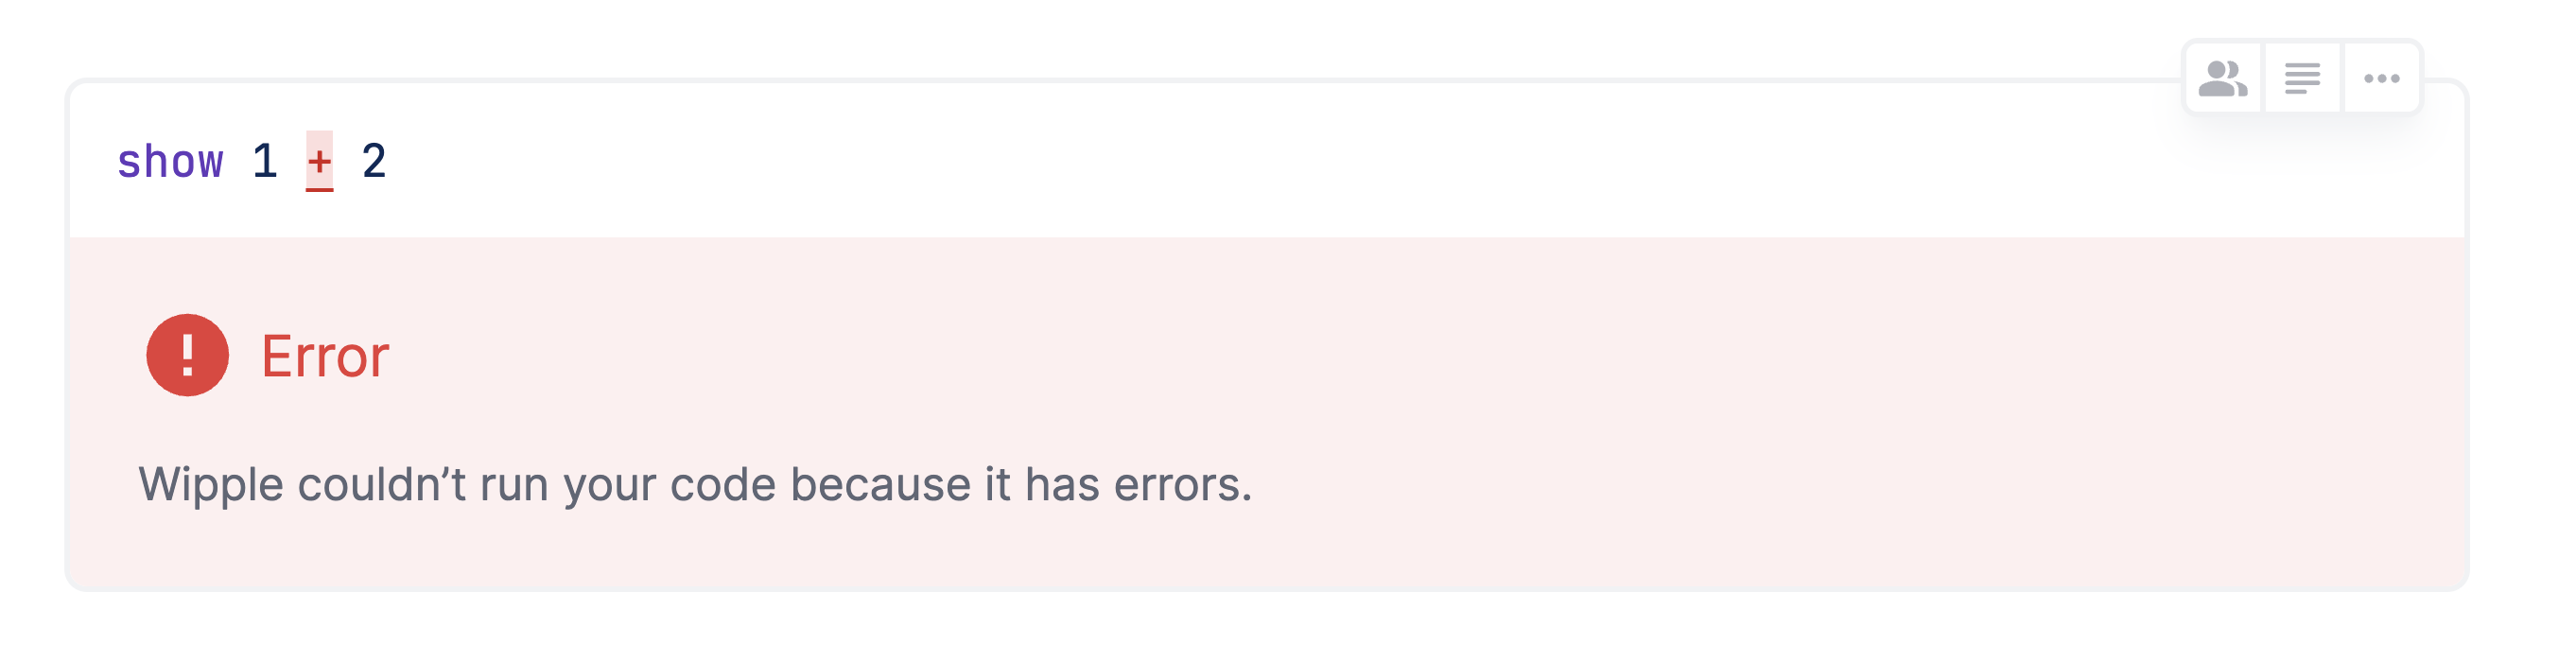 show 1 + 2
Error
Wipple couldn’t run your code because it has errors.